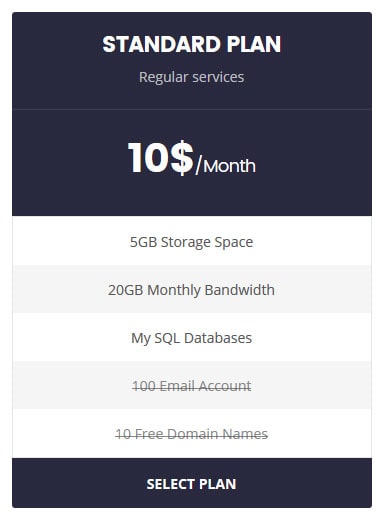 STANDARD PLAN
Regular services
10$/Month
5GB Storage Space
20GB Monthly Bandwidth
My SQL Databases
100 Email Account
10 Free Domain Names
SELECT PLAN